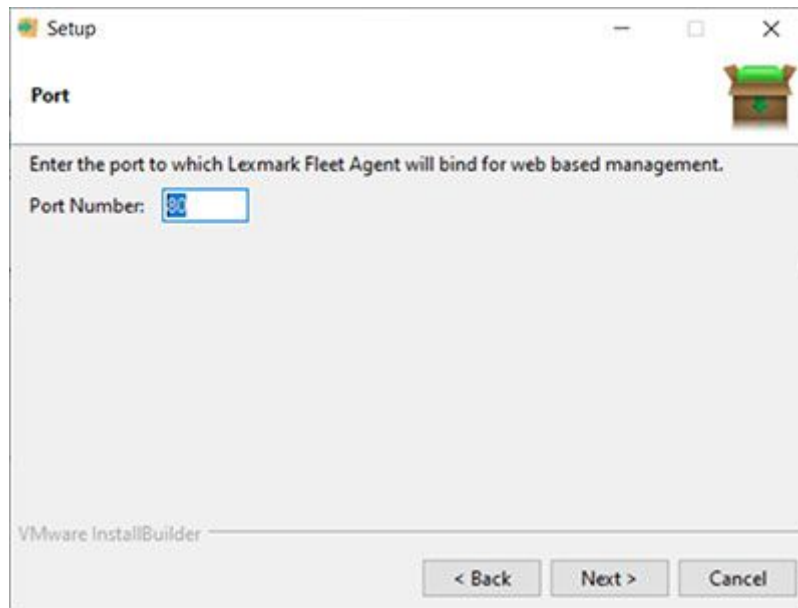 Setup
Port
Enter the port to which Lexmark Fleet Agent will bind for web based management.
Port Number: 80
VMware InstallBuilder
< Back Next > Cancel